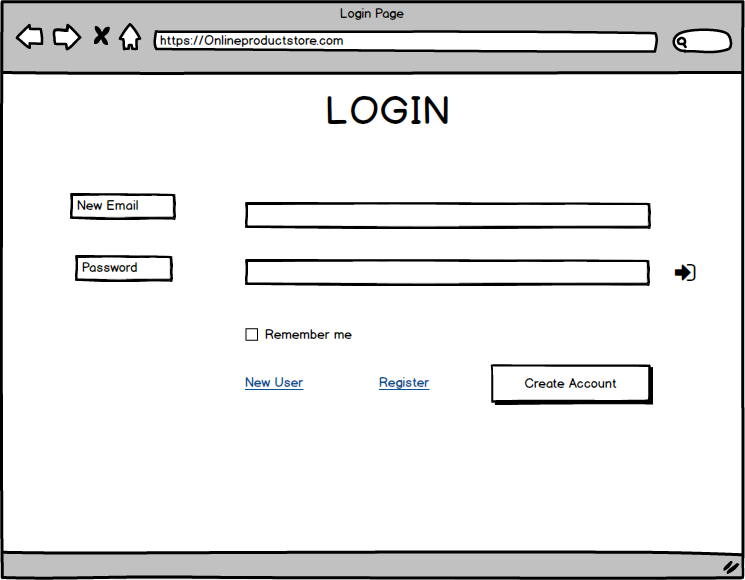 Login Page
https://Onlineproductstore.com
LOGIN
New Email
Password
Remember me
New User Register Create Account